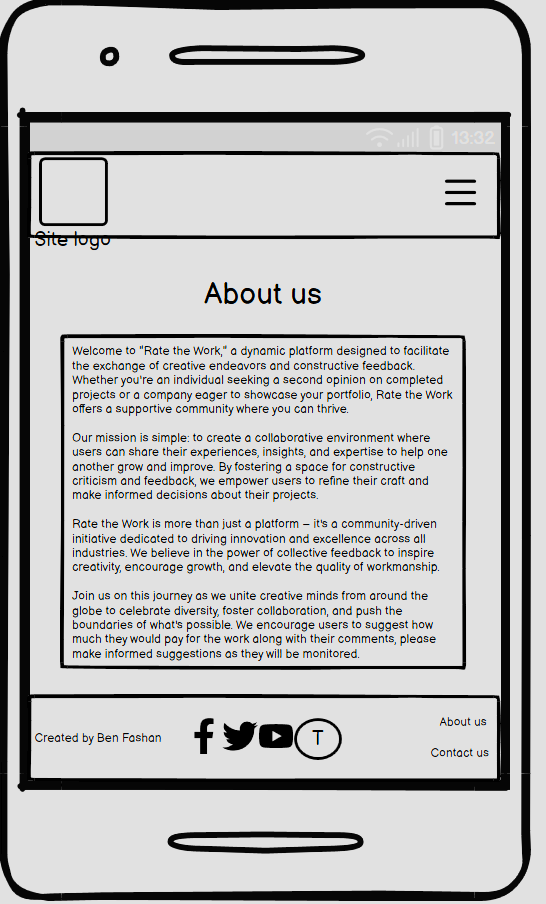 13:32
Site logo
About us
Welcome to "Rate the Work," a dynamic platform designed to facilitate
the exchange of creative endeavors and constructive feedback.
Whether you're an individual seeking a second opinion on completed
projects or a company eager to showcase your portfolio, Rate the Work
offers a supportive community where you can thrive.
Our mission is simple: to create a collaborative environment where
users can share their experiences, insights, and expertise to help one
another grow and improve. By fostering a space for constructive
criticism and feedback, we empower users to refine their craft and
make informed decisions about their projects.
Rate the Work is more than just a platform – it's a community-driven
initiative dedicated to driving innovation and excellence across all
industries. We believe in the power of collective feedback to inspire
creativity, encourage growth, and elevate the quality of workmanship.
Join us on this journey as we unite creative minds from around the
globe to celebrate diversity, foster collaboration, and push the
boundaries of what's possible. We encourage users to suggest how
much they would pay for the work along with their comments, please
make informed suggestions as they will be monitored.
Created by Ben Fashan
T
About us
Contact us